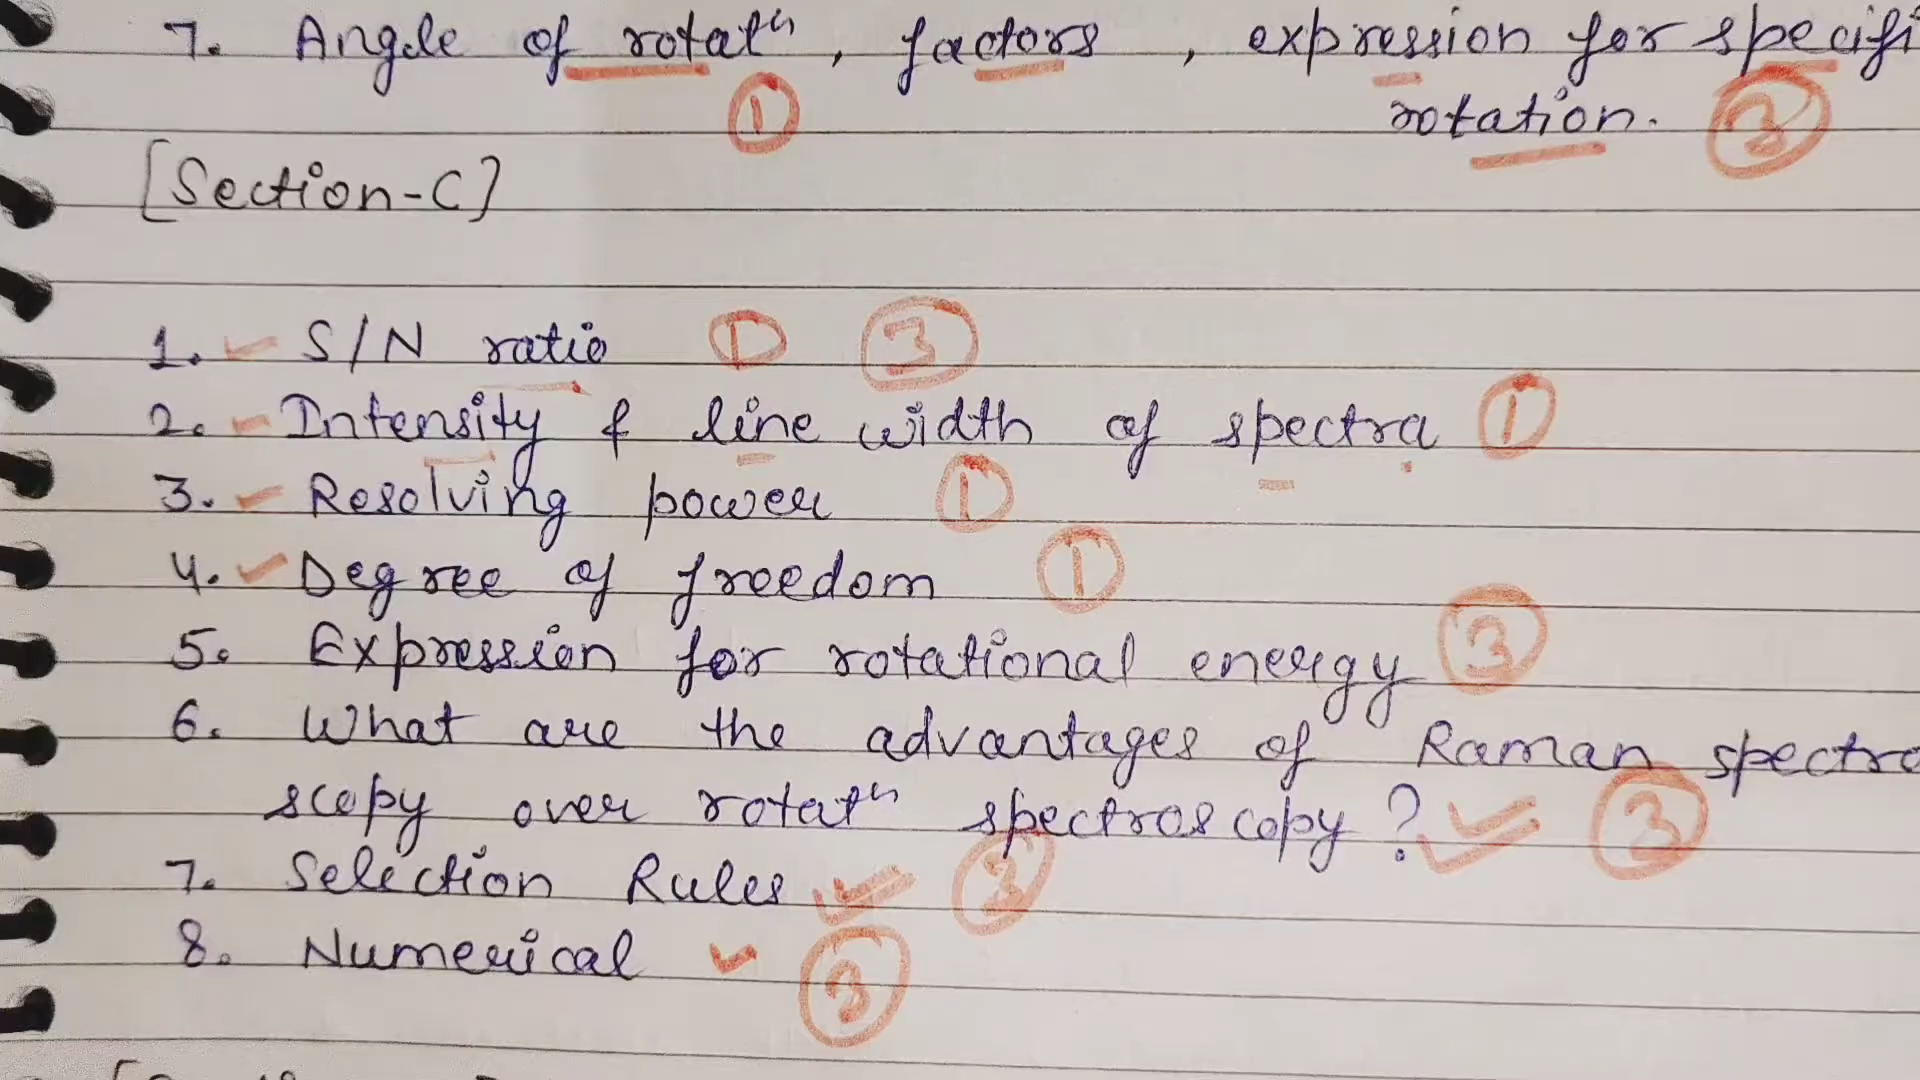 7. Angle of rotatⁿ, factors, expression for specifi
rotation. ③
①
[Section-C]
1. S/N ratio ① ③
2. Intensity & line width of spectra ①
3. Resolving power ①
4. Degree of freedom ①
5. Expression for rotational energy ③
6. What are the advantages of Raman spectro
scopy over rotatⁿ spectroscopy? ③
7. Selection Rules ③
8. Numerical ③